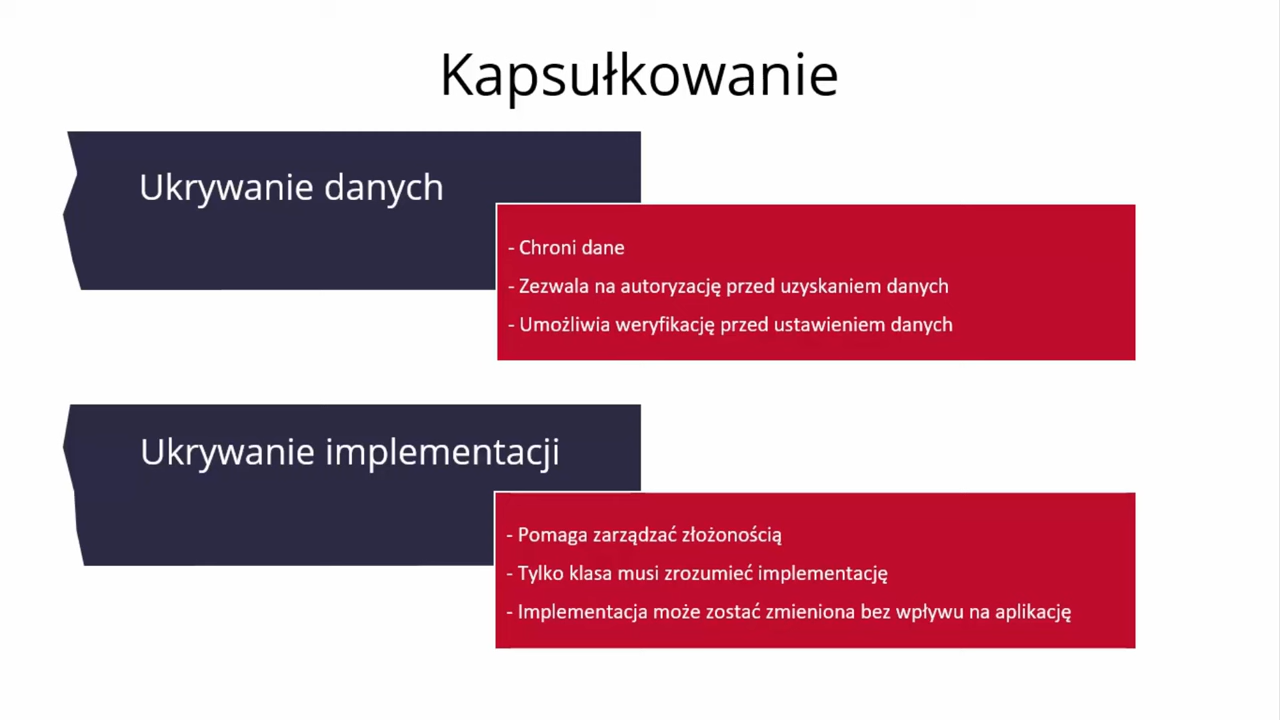 Kapsułkowanie
Ukrywanie danych
- Chroni dane
- Zezwala na autoryzację przed uzyskaniem danych
- Umożliwia weryfikację przed ustawieniem danych
Ukrywanie implementacji
- Pomaga zarządzać złożonością
- Tylko klasa musi zrozumieć implementację
- Implementacja może zostać zmieniona bez wpływu na aplikację